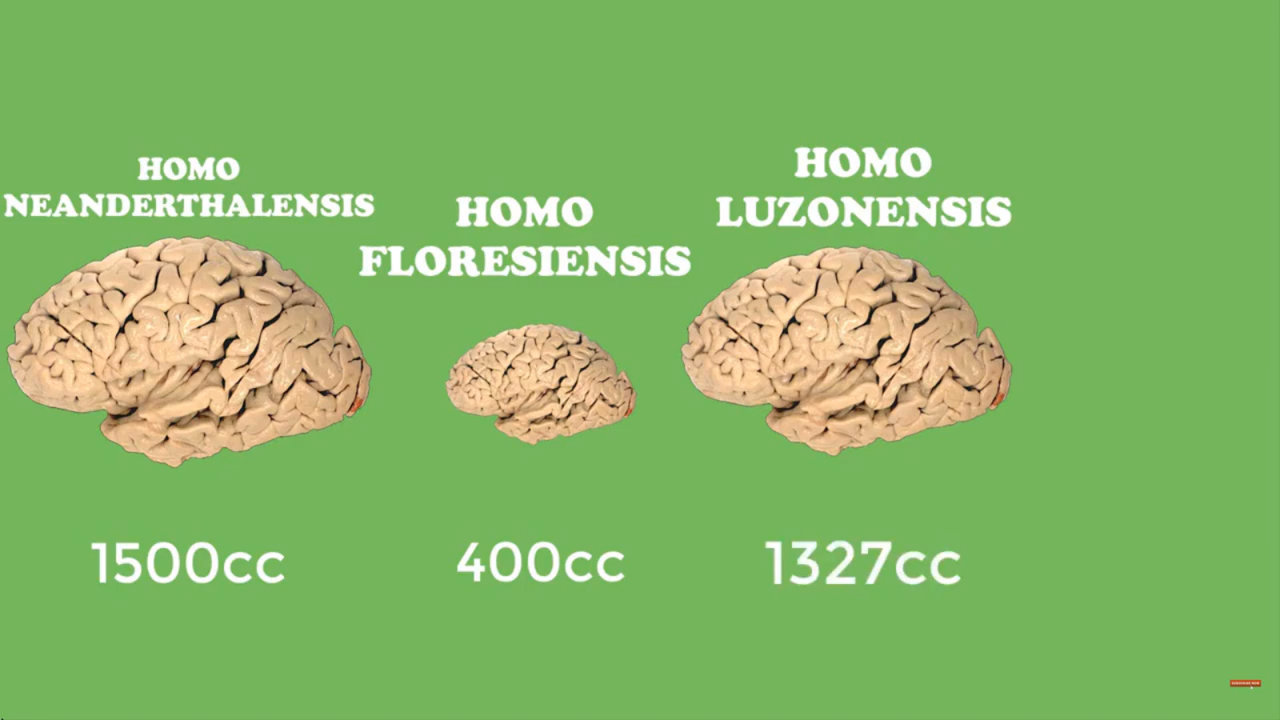 HOMO
NEANDERTHALENSIS
HOMO
FLORESIENSIS
HOMO
LUZONENSIS
1500cc
400cc
1327cc